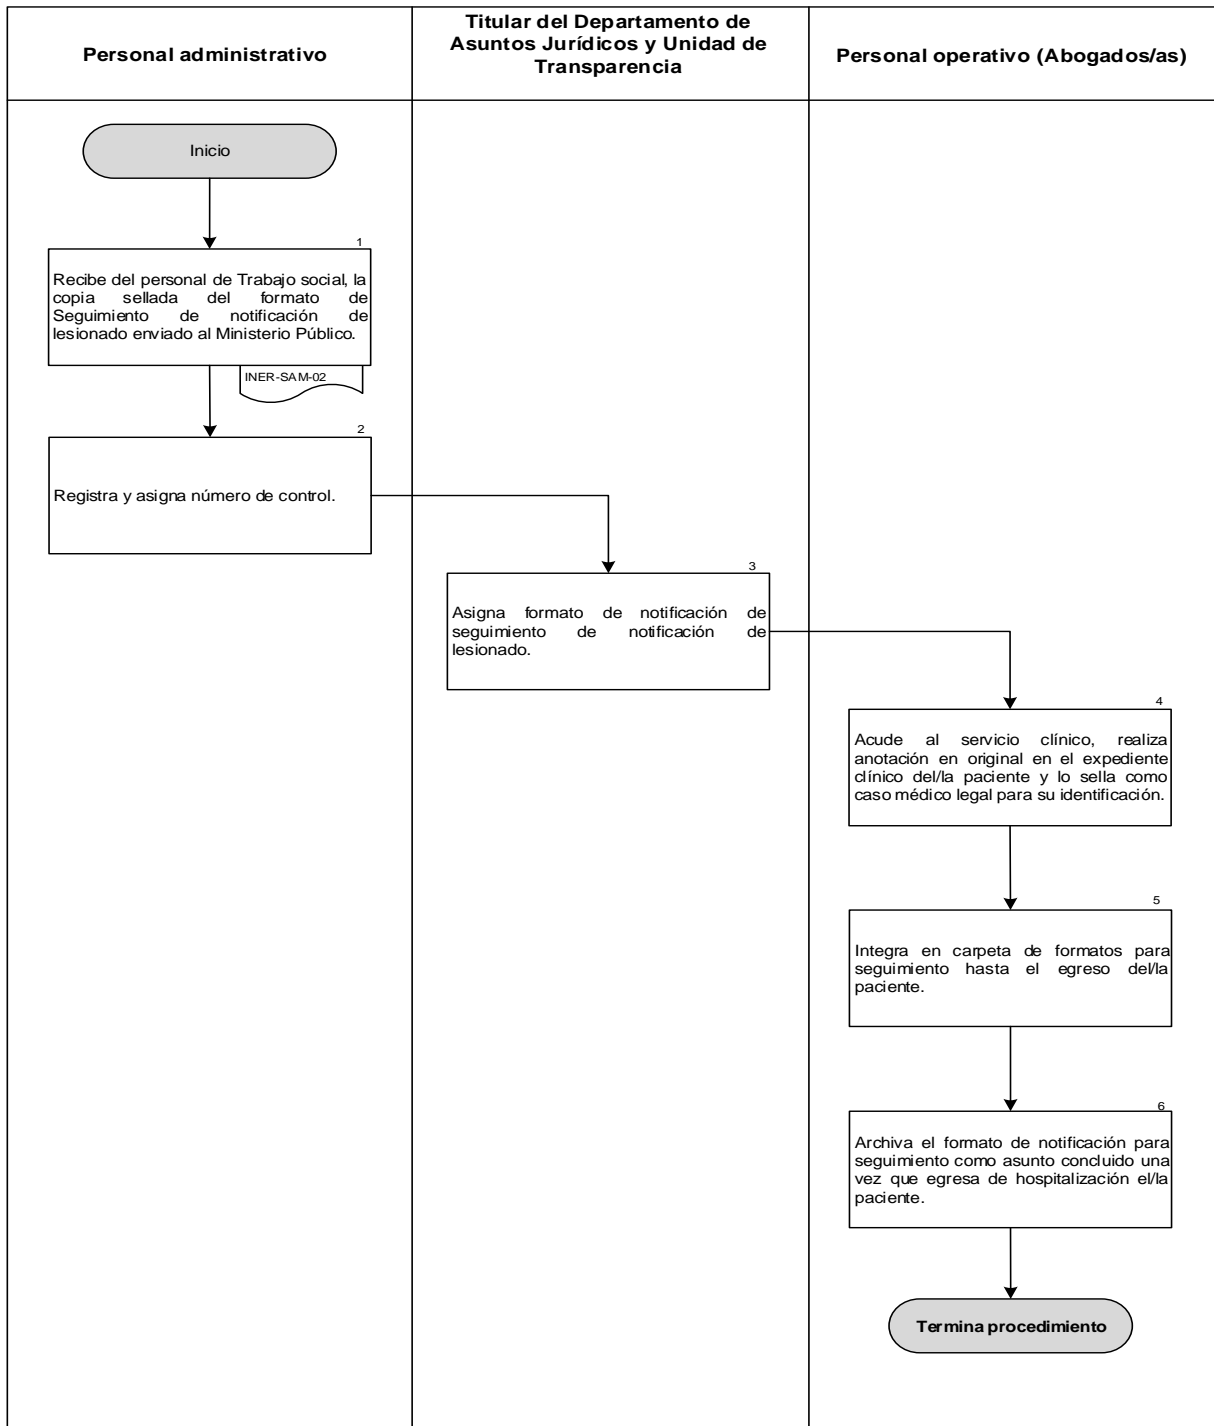 Personal administrativo
Titular del Departamento de
Asuntos Jurídicos y Unidad de
Transparencia
Personal operativo (Abogados/as)
Inicio
1
Recibe del personal de Trabajo social, la
copia sellada del formato de
Seguimiento de notificación de
lesionado enviado al Ministerio Público.
INER-SAM-02
2
Registra y asigna número de control.
3
Asigna formato de notificación de
seguimiento de notificación de
lesionado.
4
Acude al servicio clínico, realiza
anotación en original en el expediente
clínico del/la paciente y lo sella como
caso médico legal para su identificación.
5
Integra en carpeta de formatos para
seguimiento hasta el egreso del/la
paciente.
6
Archiva el formato de notificación para
seguimiento como asunto concluido una
vez que egresa de hospitalización el/la
paciente.
Termina procedimiento